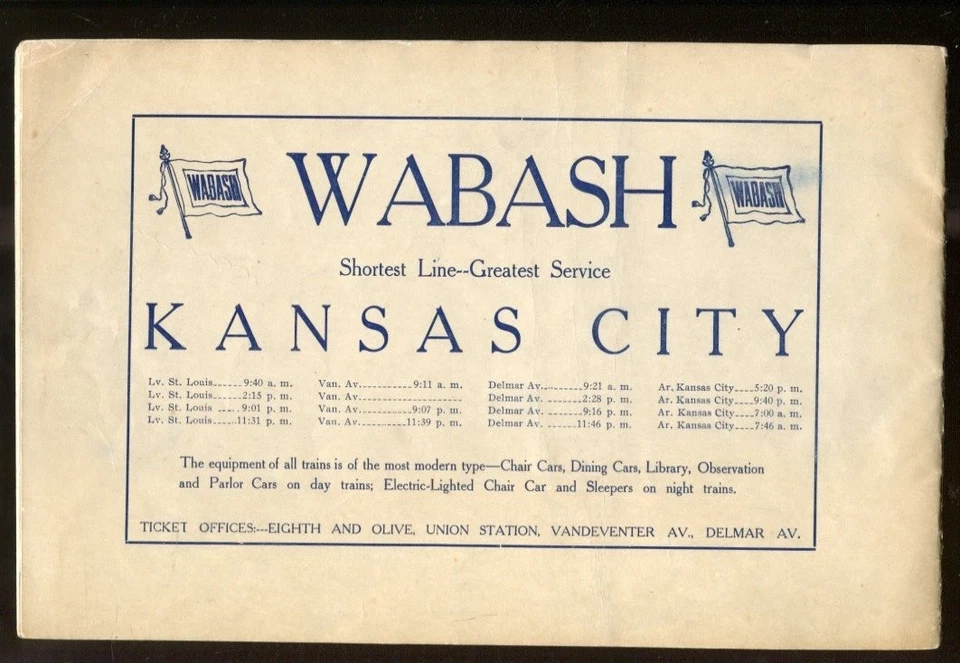 WABASH WABASH WABASH
Shortest Line--Greatest Service
KANSAS CITY
Lv. St. Louis......9:40 a. m. Van. Av...........9:11 a. m. Delmar Av.........9:21 a. m. Ar. Kansas City....5:20 p. m.
Lv. St. Louis......2:15 p. m. Van. Av..................... Delmar Av. .......2:28 p. m. Ar. Kansas City....9:40 p. m.
Lv. St. Louis .... 9:01 p. m. Van. Av...........9:07 p. m. Delmar Av. .......9:16 p. m. Ar. Kansas City....7:00 a. m.
Lv. St. Louis.....11:31 p. m. Van. Av..........11:39 p. m. Delmar Av. ......11:46 p. m. Ar. Kansas City....7:46 a. m.
The equipment of all trains is of the most modern type—Chair Cars, Dining Cars, Library, Observation
and Parlor Cars on day trains; Electric-Lighted Chair Car and Sleepers on night trains.
TICKET OFFICES:--EIGHTH AND OLIVE, UNION STATION, VANDEVENTER AV., DELMAR AV.